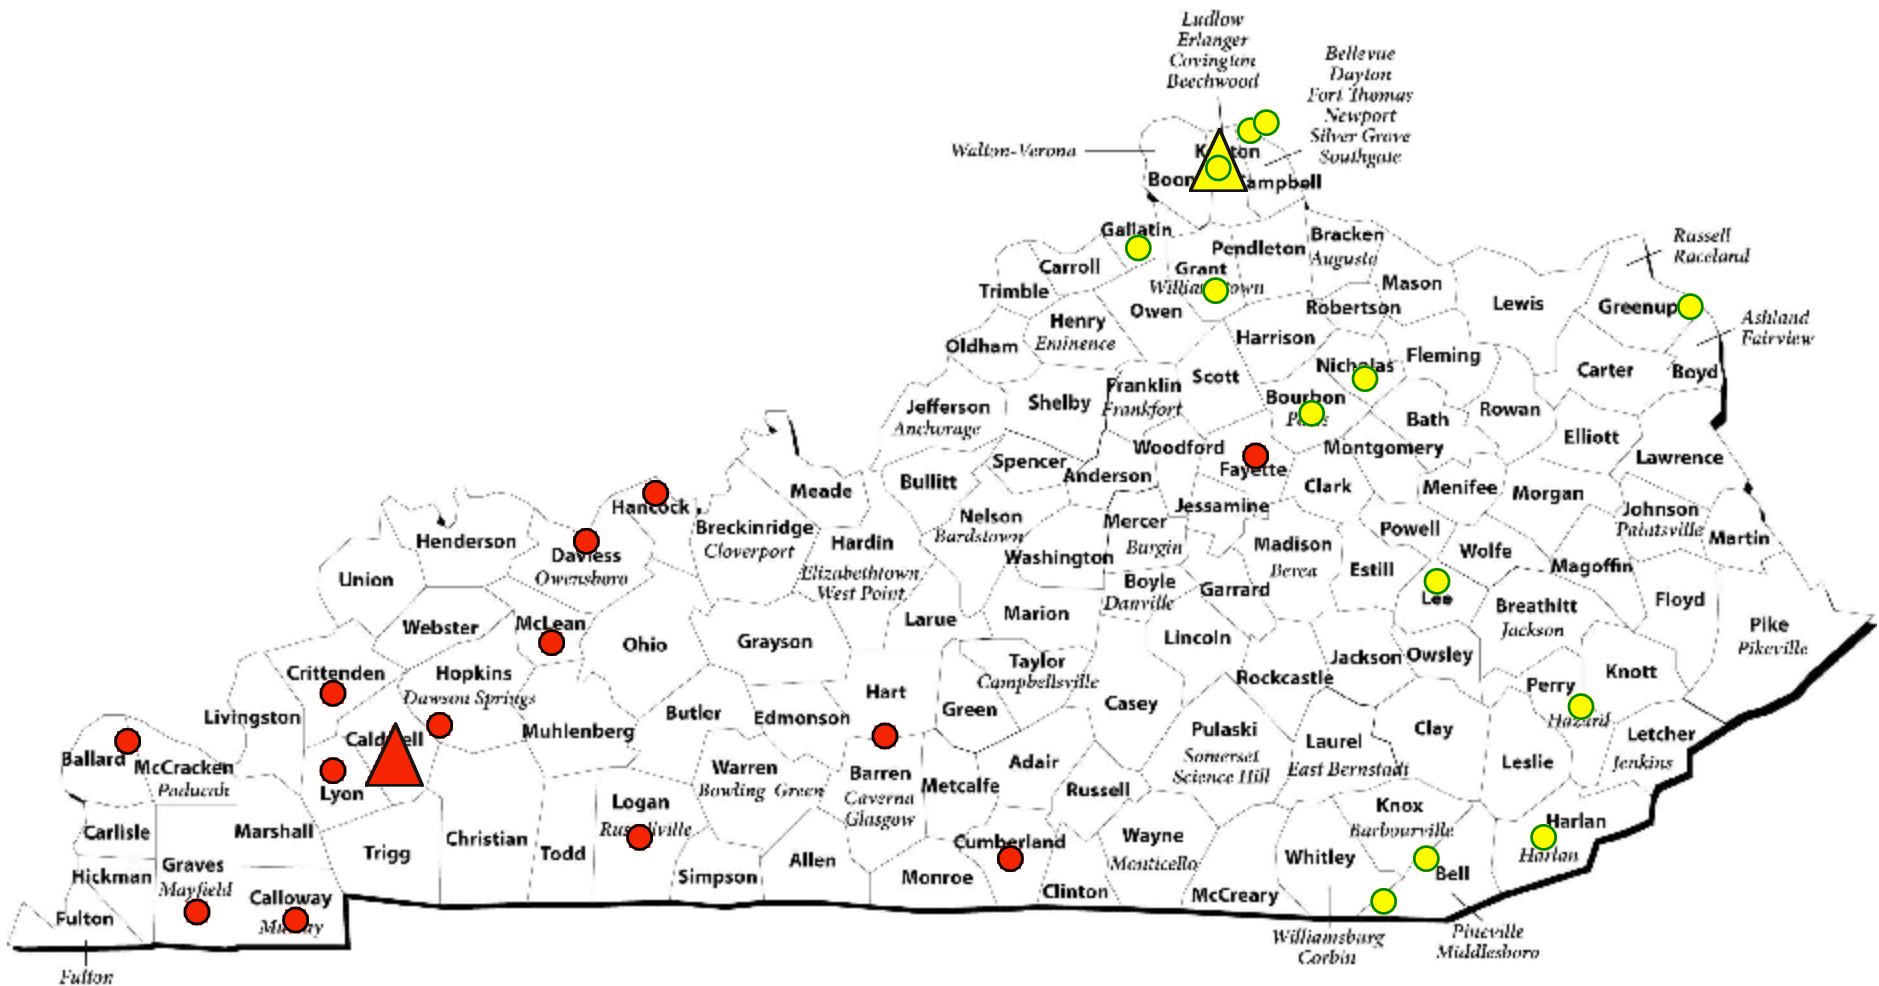 Ludlow
Erlanger
Covington
Beechwood
Bellevue
Dayton
Fort Thomas
Newport
Silver Grove
Southgate
Walton-Verona
Boon
Campbell
Gallatin
Pendleton
Bracken
Augusta
Russell
Raceland
Carroll
Grant
Mason
Trimble
Owen
Robertson
Lewis
Greenup
Ashland
Fairview
Henry
Eminence
Harrison
Oldham
Nicholas
Fleming
Carter
Boyd
Franklin
Frankfort
Scott
Shelby
Bourbon
Jefferson
Anchorage
Bath
Rowan
Elliott
Woodford
Montgomery
Lawrence
Spencer
Anderson
Fayette
Bullitt
Clark
Menifee
Morgan
Meade
Hancock
Jessamine
Johnson
Paintsville
Nelson
Bardstown
Mercer
Burgin
Breckinridge
Cloverport
Powell
Martin
Henderson
Hardin
Elizabethtown
West Point
Washington
Madison
Berea
Wolfe
Daviess
Owensboro
Estill
Magoffin
Union
Boyle
Danville
Garrard
Lee
Floyd
Breathitt
Jackson
Larue
Marion
McLean
Webster
Pike
Pikeville
Ohio
Grayson
Lincoln
Jackson
Owsley
Taylor
Campbellsville
Crittenden
Hopkins
Dawson Springs
Rockcastle
Knott
Perry
Hazard
Hart
Green
Casey
Livingston
Butler
Edmonson
Muhlenberg
Pulaski
Somerset
Science Hill
Clay
Letcher
Jenkins
Laurel
East Bernstadt
Caldwell
Ballard
McCracken
Paducah
Warren
Bowling Green
Barren
Caverna
Glasgow
Adair
Leslie
Metcalfe
Russell
Lyon
Logan
Knox
Barbourville
Harlan
Harlan
Carlisle
Marshall
Christian
Cumberland
Wayne
Monticello
Trigg
Todd
Allen
Whitley
Graves
Mayfield
Hickman
Simpson
Monroe
Bell
Clinton
McCreary
Calloway
Fulton
Williamsburg
Corbin
Pineville
Middlesboro
Fulton